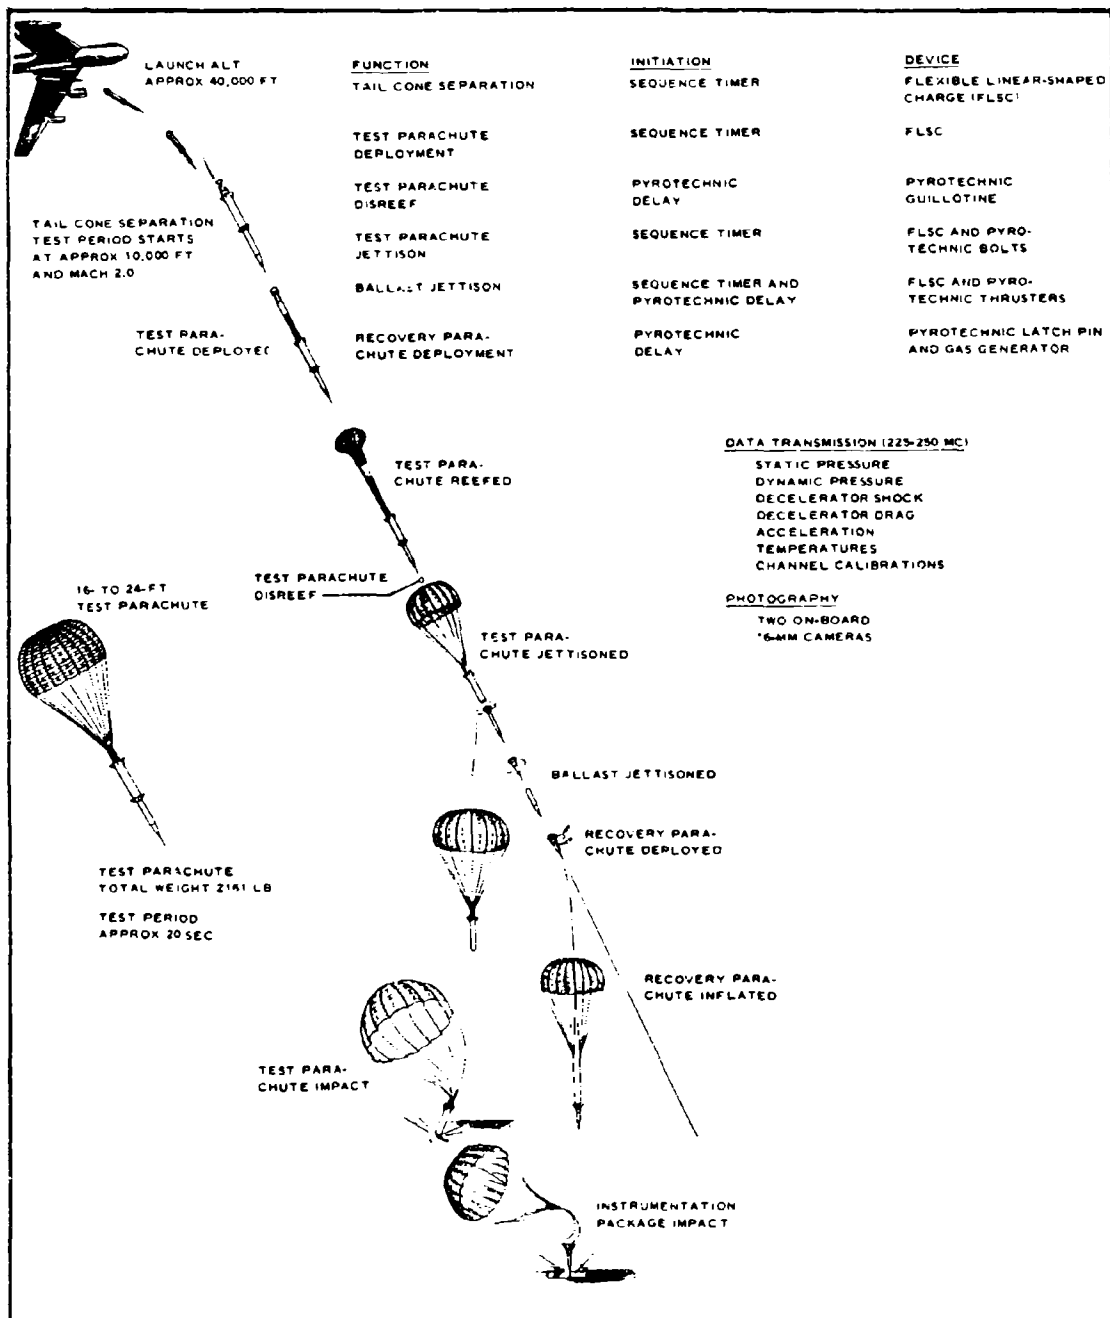 LAUNCH ALT
APPROX 40,000 FT
FUNCTION INITIATION DEVICE
TAIL CONE SEPARATION SEQUENCE TIMER FLEXIBLE LINEAR-SHAPED
CHARGE (FLSC)
TEST PARACHUTE SEQUENCE TIMER FLSC
DEPLOYMENT
TEST PARACHUTE PYROTECHNIC PYROTECHNIC
DISREEF DELAY GUILLOTINE
TEST PARACHUTE SEQUENCE TIMER FLSC AND PYRO-
JETTISON TECHNIC BOLTS
BALLAST JETTISON SEQUENCE TIMER AND FLSC AND PYRO-
PYROTECHNIC DELAY TECHNIC THRUSTERS
RECOVERY PARA- PYROTECHNIC PYROTECHNIC LATCH PIN
CHUTE DEPLOYMENT DELAY AND GAS GENERATOR
TAIL CONE SEPARATION
TEST PERIOD STARTS
AT APPROX 10,000 FT
AND MACH 2.0
TEST PARA-
CHUTE DEPLOYED
TEST PARA-
CHUTE REEFED
DATA TRANSMISSION (225-250 MC)
STATIC PRESSURE
DYNAMIC PRESSURE
DECELERATOR SHOCK
DECELERATOR DRAG
ACCELERATION
TEMPERATURES
CHANNEL CALIBRATIONS
PHOTOGRAPHY
TWO ON-BOARD
CAMERAS
TEST PARACHUTE
DISREEF
16- TO 24-FT
TEST PARACHUTE
TEST PARA-
CHUTE JETTISONED
BALLAST JETTISONED
RECOVERY PARA-
CHUTE DEPLOYED
TEST PARACHUTE
TOTAL WEIGHT 2161 LB
TEST PERIOD
APPROX 20 SEC
RECOVERY PARA-
CHUTE INFLATED
TEST PARA-
CHUTE IMPACT
INSTRUMENTATION
PACKAGE IMPACT